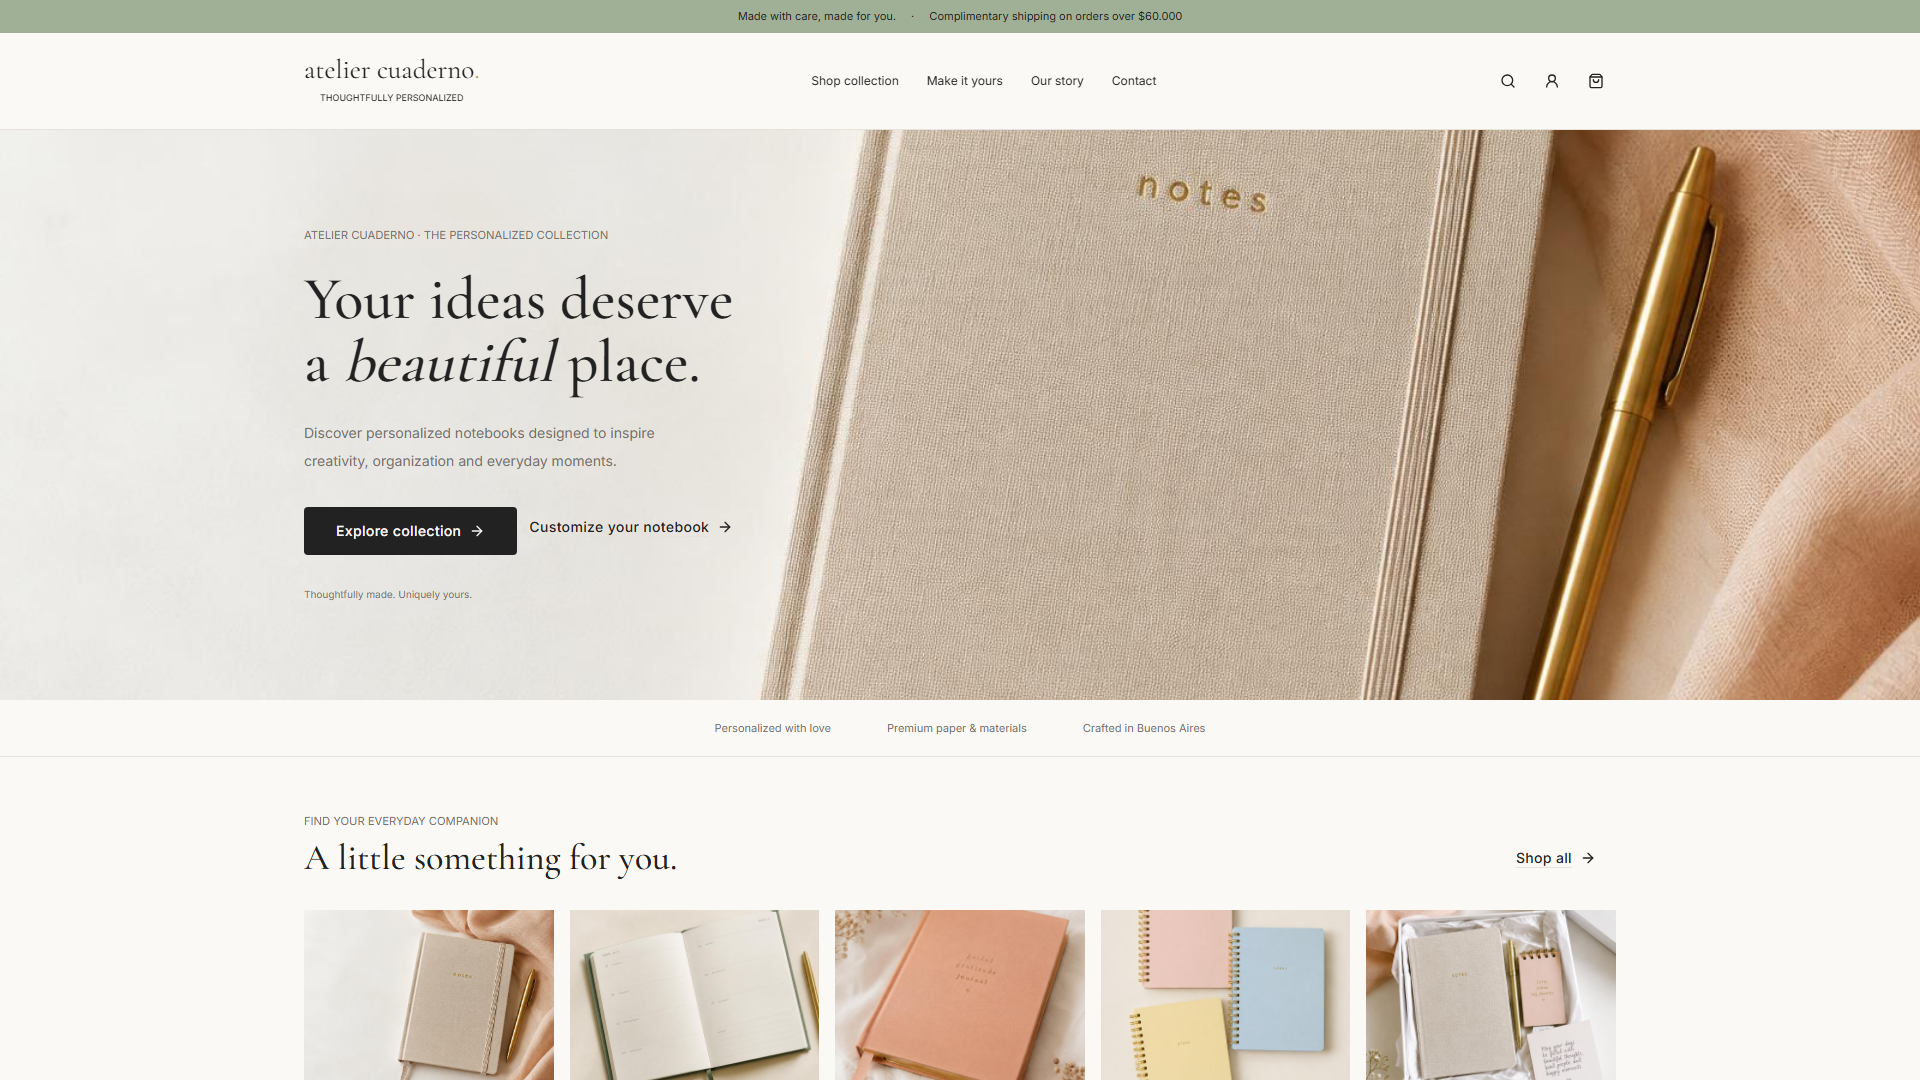 Made with care, made for you. · Complimentary shipping on orders over $60.000
atelier cuaderno.
THOUGHTFULLY PERSONALIZED
Shop collection Make it yours Our story Contact
notes
ATELIER CUADERNO · THE PERSONALIZED COLLECTION
Your ideas deserve
a beautiful place.
Discover personalized notebooks designed to inspire
creativity, organization and everyday moments.
Explore collection → Customize your notebook →
Thoughtfully made. Uniquely yours.
Personalized with love Premium paper & materials Crafted in Buenos Aires
FIND YOUR EVERYDAY COMPANION
A little something for you.
Shop all →
NOTES
gratitude
journal
NOTES